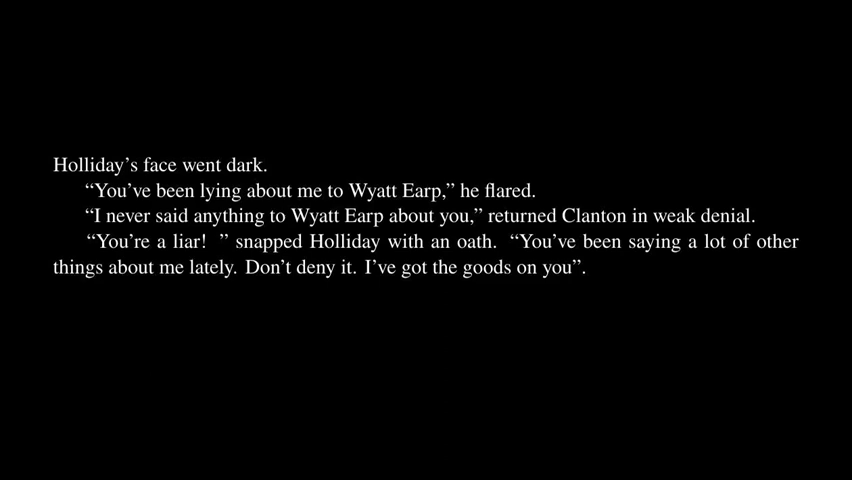 Holliday’s face went dark.
“You’ve been lying about me to Wyatt Earp,” he flared.
“I never said anything to Wyatt Earp about you,” returned Clanton in weak denial.
“You’re a liar! ” snapped Holliday with an oath. “You’ve been saying a lot of other
things about me lately. Don’t deny it. I’ve got the goods on you”.